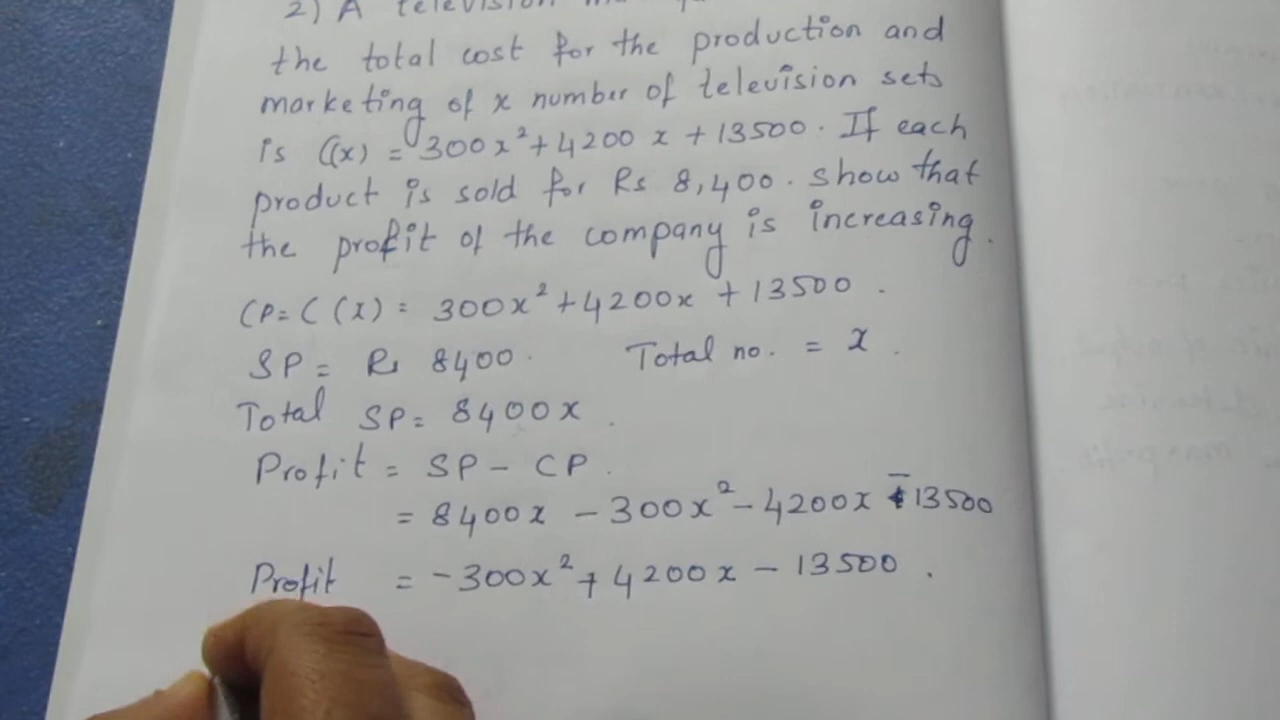 2) A television
the total cost for the production and
marketing of x number of television sets
is C(x) = 300x² + 4200x + 13500. If each
product is sold for Rs 8,400. show that
the profit of the company is increasing.
CP = C(x) = 300x² + 4200x + 13500.
SP = Rs 8400. Total no. = x.
Total SP = 8400x.
Profit = SP - CP.
= 8400x - 300x² - 4200x - 13500
Profit = -300x² + 4200x - 13500.